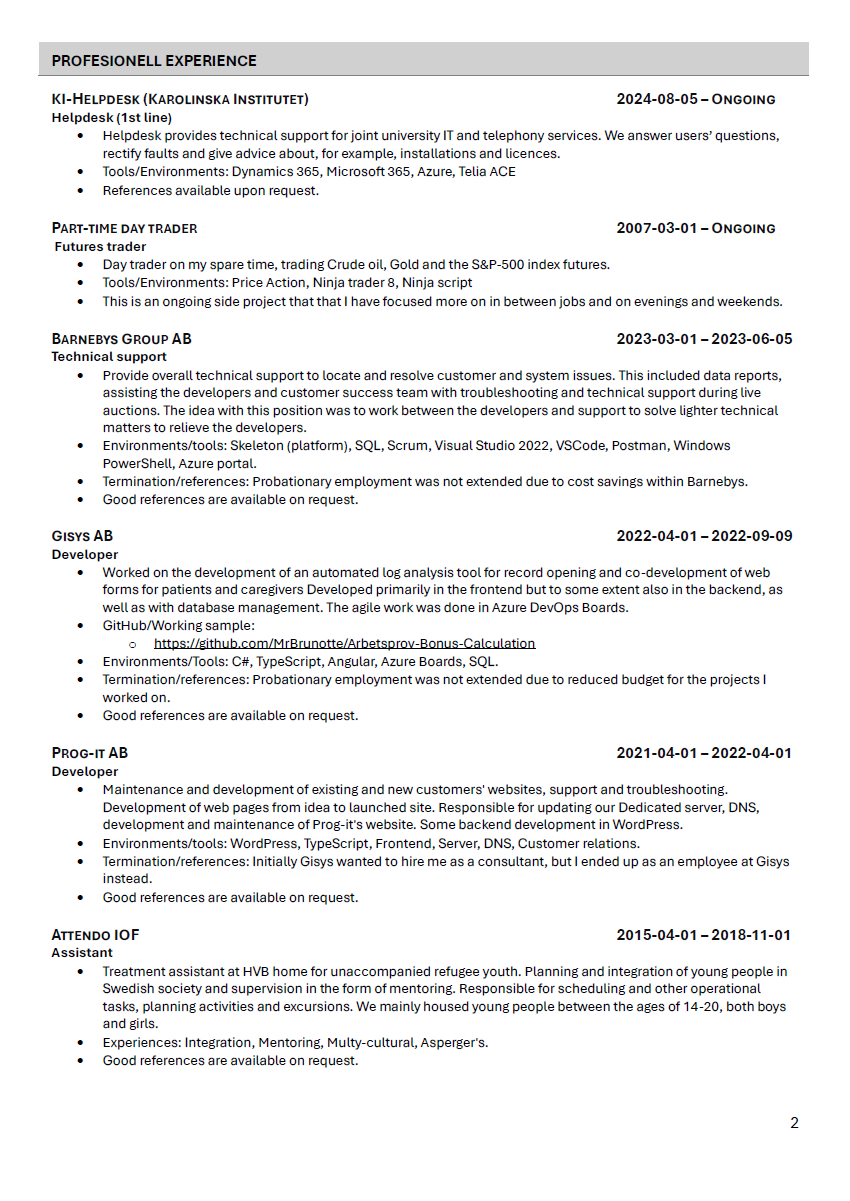 PROFESIONELL EXPERIENCE
KI-Helpdesk (Karolinska Institutet) 2024-08-05 – Ongoing
Helpdesk (1st line)
• Helpdesk provides technical support for joint university IT and telephony services. We answer users’ questions,
rectify faults and give advice about, for example, installations and licences.
• Tools/Environments: Dynamics 365, Microsoft 365, Azure, Telia ACE
• References available upon request.
Part-time day trader 2007-03-01 – Ongoing
Futures trader
• Day trader on my spare time, trading Crude oil, Gold and the S&P-500 index futures.
• Tools/Environments: Price Action, Ninja trader 8, Ninja script
• This is an ongoing side project that that I have focused more on in between jobs and on evenings and weekends.
Barnebys Group AB 2023-03-01 – 2023-06-05
Technical support
• Provide overall technical support to locate and resolve customer and system issues. This included data reports,
assisting the developers and customer success team with troubleshooting and technical support during live
auctions. The idea with this position was to work between the developers and support to solve lighter technical
matters to relieve the developers.
• Environments/tools: Skeleton (platform), SQL, Scrum, Visual Studio 2022, VSCode, Postman, Windows
PowerShell, Azure portal.
• Termination/references: Probationary employment was not extended due to cost savings within Barnebys.
• Good references are available on request.
Gisys AB 2022-04-01 – 2022-09-09
Developer
• Worked on the development of an automated log analysis tool for record opening and co-development of web
forms for patients and caregivers Developed primarily in the frontend but to some extent also in the backend, as
well as with database management. The agile work was done in Azure DevOps Boards.
• GitHub/Working sample:
○ https://github.com/MrBrunotte/Arbetsprov-Bonus-Calculation
• Environments/Tools: C#, TypeScript, Angular, Azure Boards, SQL.
• Termination/references: Probationary employment was not extended due to reduced budget for the projects I
worked on.
• Good references are available on request.
Prog-it AB 2021-04-01 – 2022-04-01
Developer
• Maintenance and development of existing and new customers' websites, support and troubleshooting.
Development of web pages from idea to launched site. Responsible for updating our Dedicated server, DNS,
development and maintenance of Prog-it's website. Some backend development in WordPress.
• Environments/tools: WordPress, TypeScript, Frontend, Server, DNS, Customer relations.
• Termination/references: Initially Gisys wanted to hire me as a consultant, but I ended up as an employee at Gisys
instead.
• Good references are available on request.
Attendo IOF 2015-04-01 – 2018-11-01
Assistant
• Treatment assistant at HVB home for unaccompanied refugee youth. Planning and integration of young people in
Swedish society and supervision in the form of mentoring. Responsible for scheduling and other operational
tasks, planning activities and excursions. We mainly housed young people between the ages of 14-20, both boys
and girls.
• Experiences: Integration, Mentoring, Multy-cultural, Asperger's.
• Good references are available on request.
2